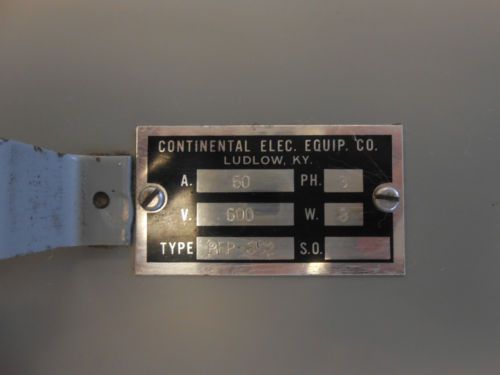 CONTINENTAL ELEC. EQUIP. CO.
LUDLOW, KY.
A. 60 PH. 3
V. 600 W. 3
TYPE S.O.